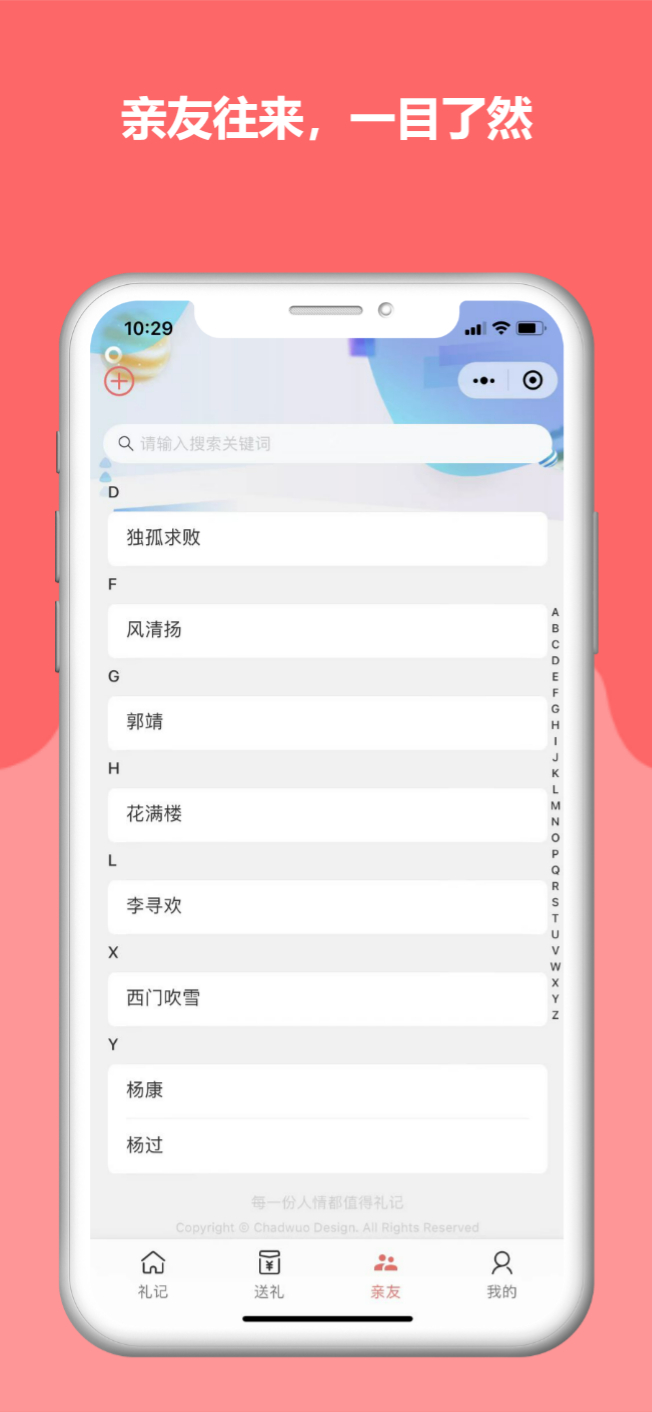 亲友往来，一目了然
10:29
请输入搜索关键词
D
独孤求败
F
风清扬
G
郭靖
H
花满楼
L
李寻欢
X
西门吹雪
Y
杨康
杨过
A
B
C
D
E
F
G
H
I
J
K
L
M
N
O
P
Q
R
S
T
U
V
W
X
Y
Z
每一份人情都值得礼记
Copyright © Chadwuo Design. All Rights Reserved
礼记 送礼 亲友 我的